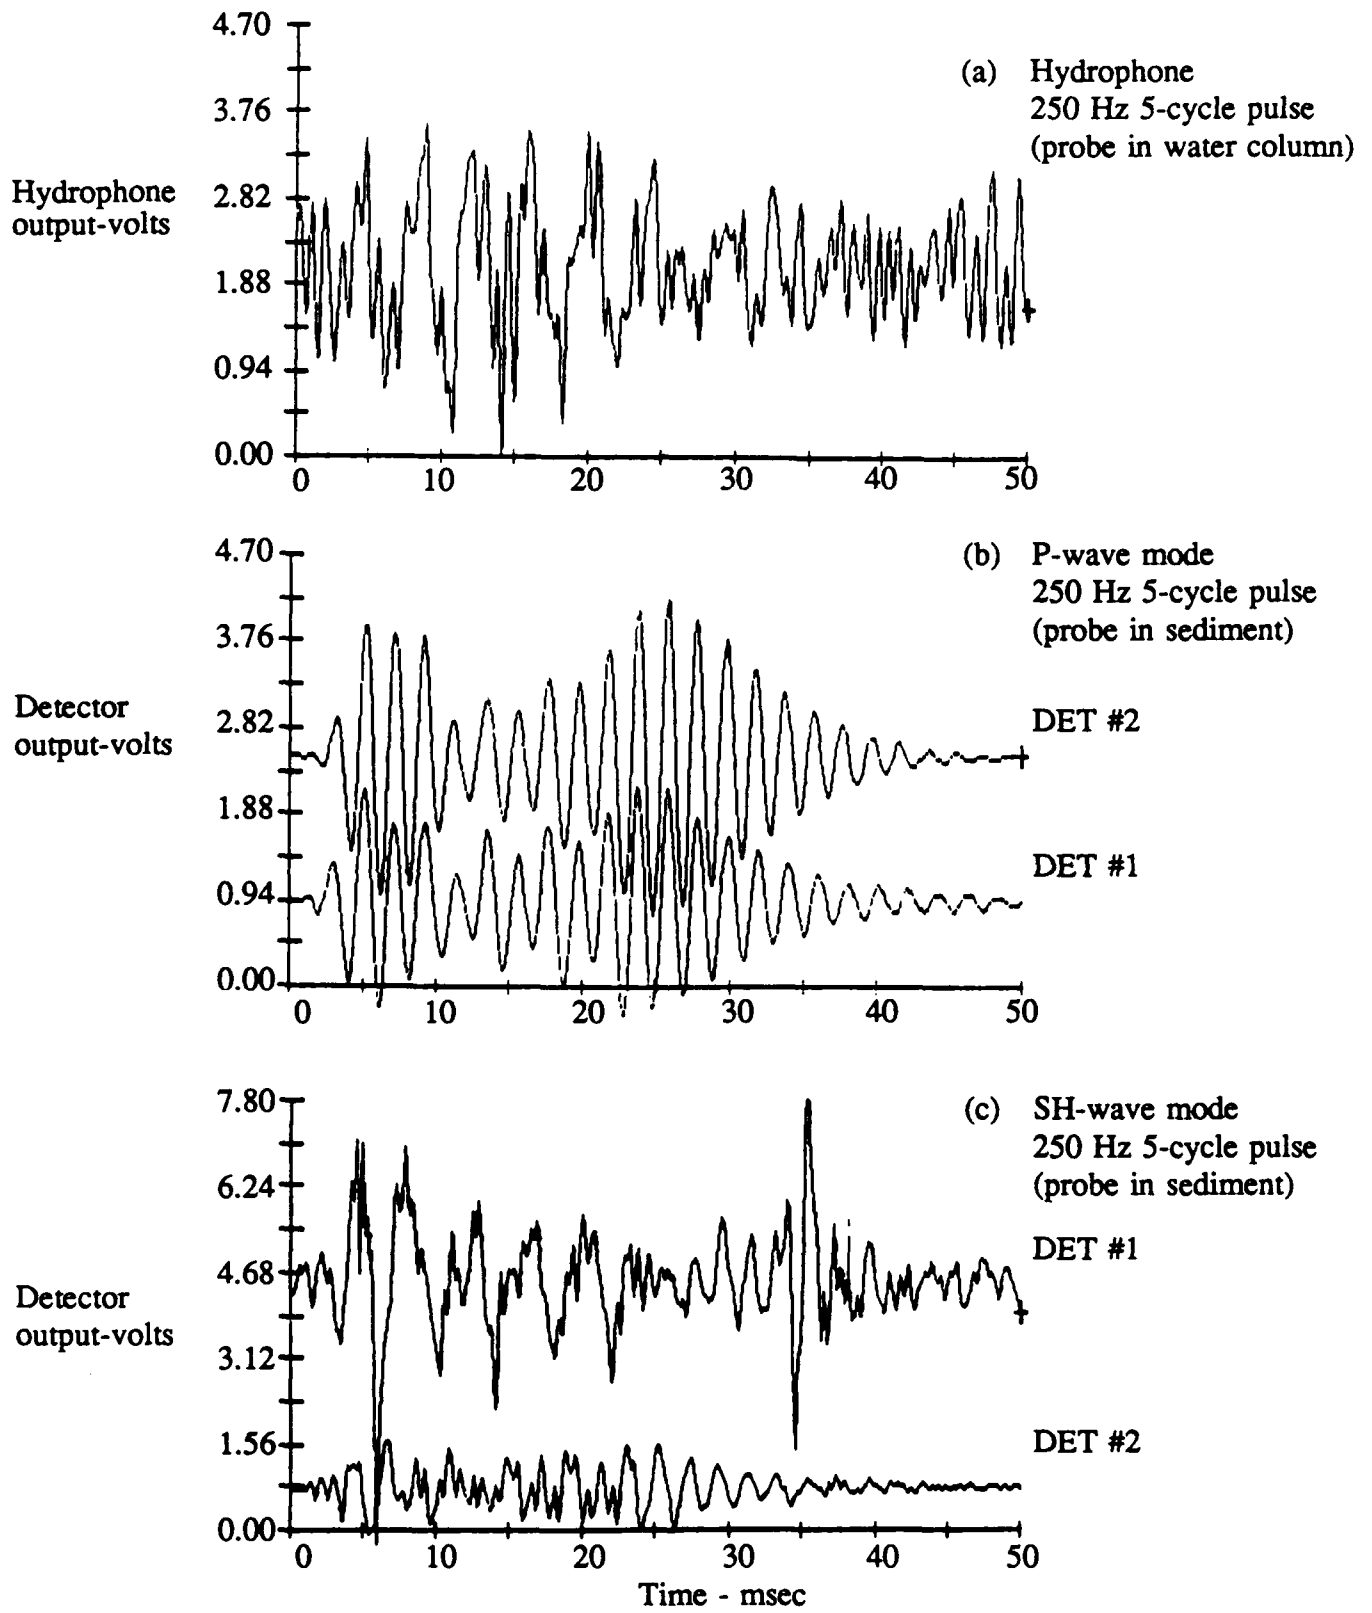 4.70
3.76
2.82
1.88
0.94
0.00
Hydrophone
output-volts
0 10 20 30 40 50
(a) Hydrophone
250 Hz 5-cycle pulse
(probe in water column)
4.70
3.76
2.82
1.88
0.94
0.00
Detector
output-volts
0 10 20 30 40 50
(b) P-wave mode
250 Hz 5-cycle pulse
(probe in sediment)
DET #2
DET #1
7.80
6.24
4.68
3.12
1.56
0.00
Detector
output-volts
0 10 20 30 40 50
Time - msec
(c) SH-wave mode
250 Hz 5-cycle pulse
(probe in sediment)
DET #1
DET #2